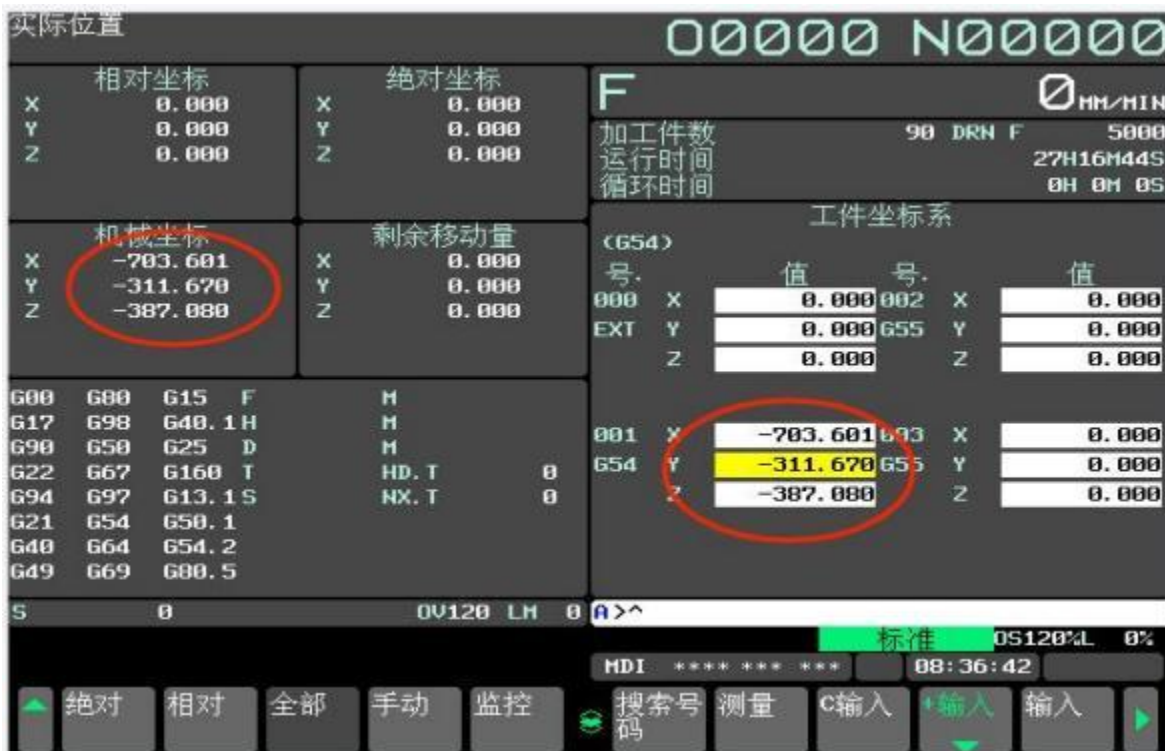 实际位置
O0000 N00000
相对坐标 绝对坐标
X 0.000 X 0.000
Y 0.000 Y 0.000
Z 0.000 Z 0.000
机械坐标 剩余移动量
X -703.601 X 0.000
Y -311.670 Y 0.000
Z -387.080 Z 0.000
G00 G80 G15 F M
G17 G98 G40.1 H M
G90 G50 G25 D M
G22 G67 G160 T HD.T 0
G94 G97 G13.1 S NX.T 0
G21 G54 G50.1
G40 G64 G54.2
G49 G69 G80.5
S 0 OV120 LM 0
F 0 MM/MIN
加工件数 90 DRN F 5000
运行时间 27H16M44S
循环时间 0H 0M 0S
工件坐标系
(G54)
号. 值 号. 值
000 X 0.000 002 X 0.000
EXT Y 0.000 G55 Y 0.000
Z 0.000 Z 0.000
001 X -703.601 003 X 0.000
G54 Y -311.670 G56 Y 0.000
Z -387.080 Z 0.000
A>^
标准 OS120%L 0%
MDI **** *** *** 08:36:42
绝对 相对 全部 手动 监控 搜索号码 测量 C输入 +输入 输入